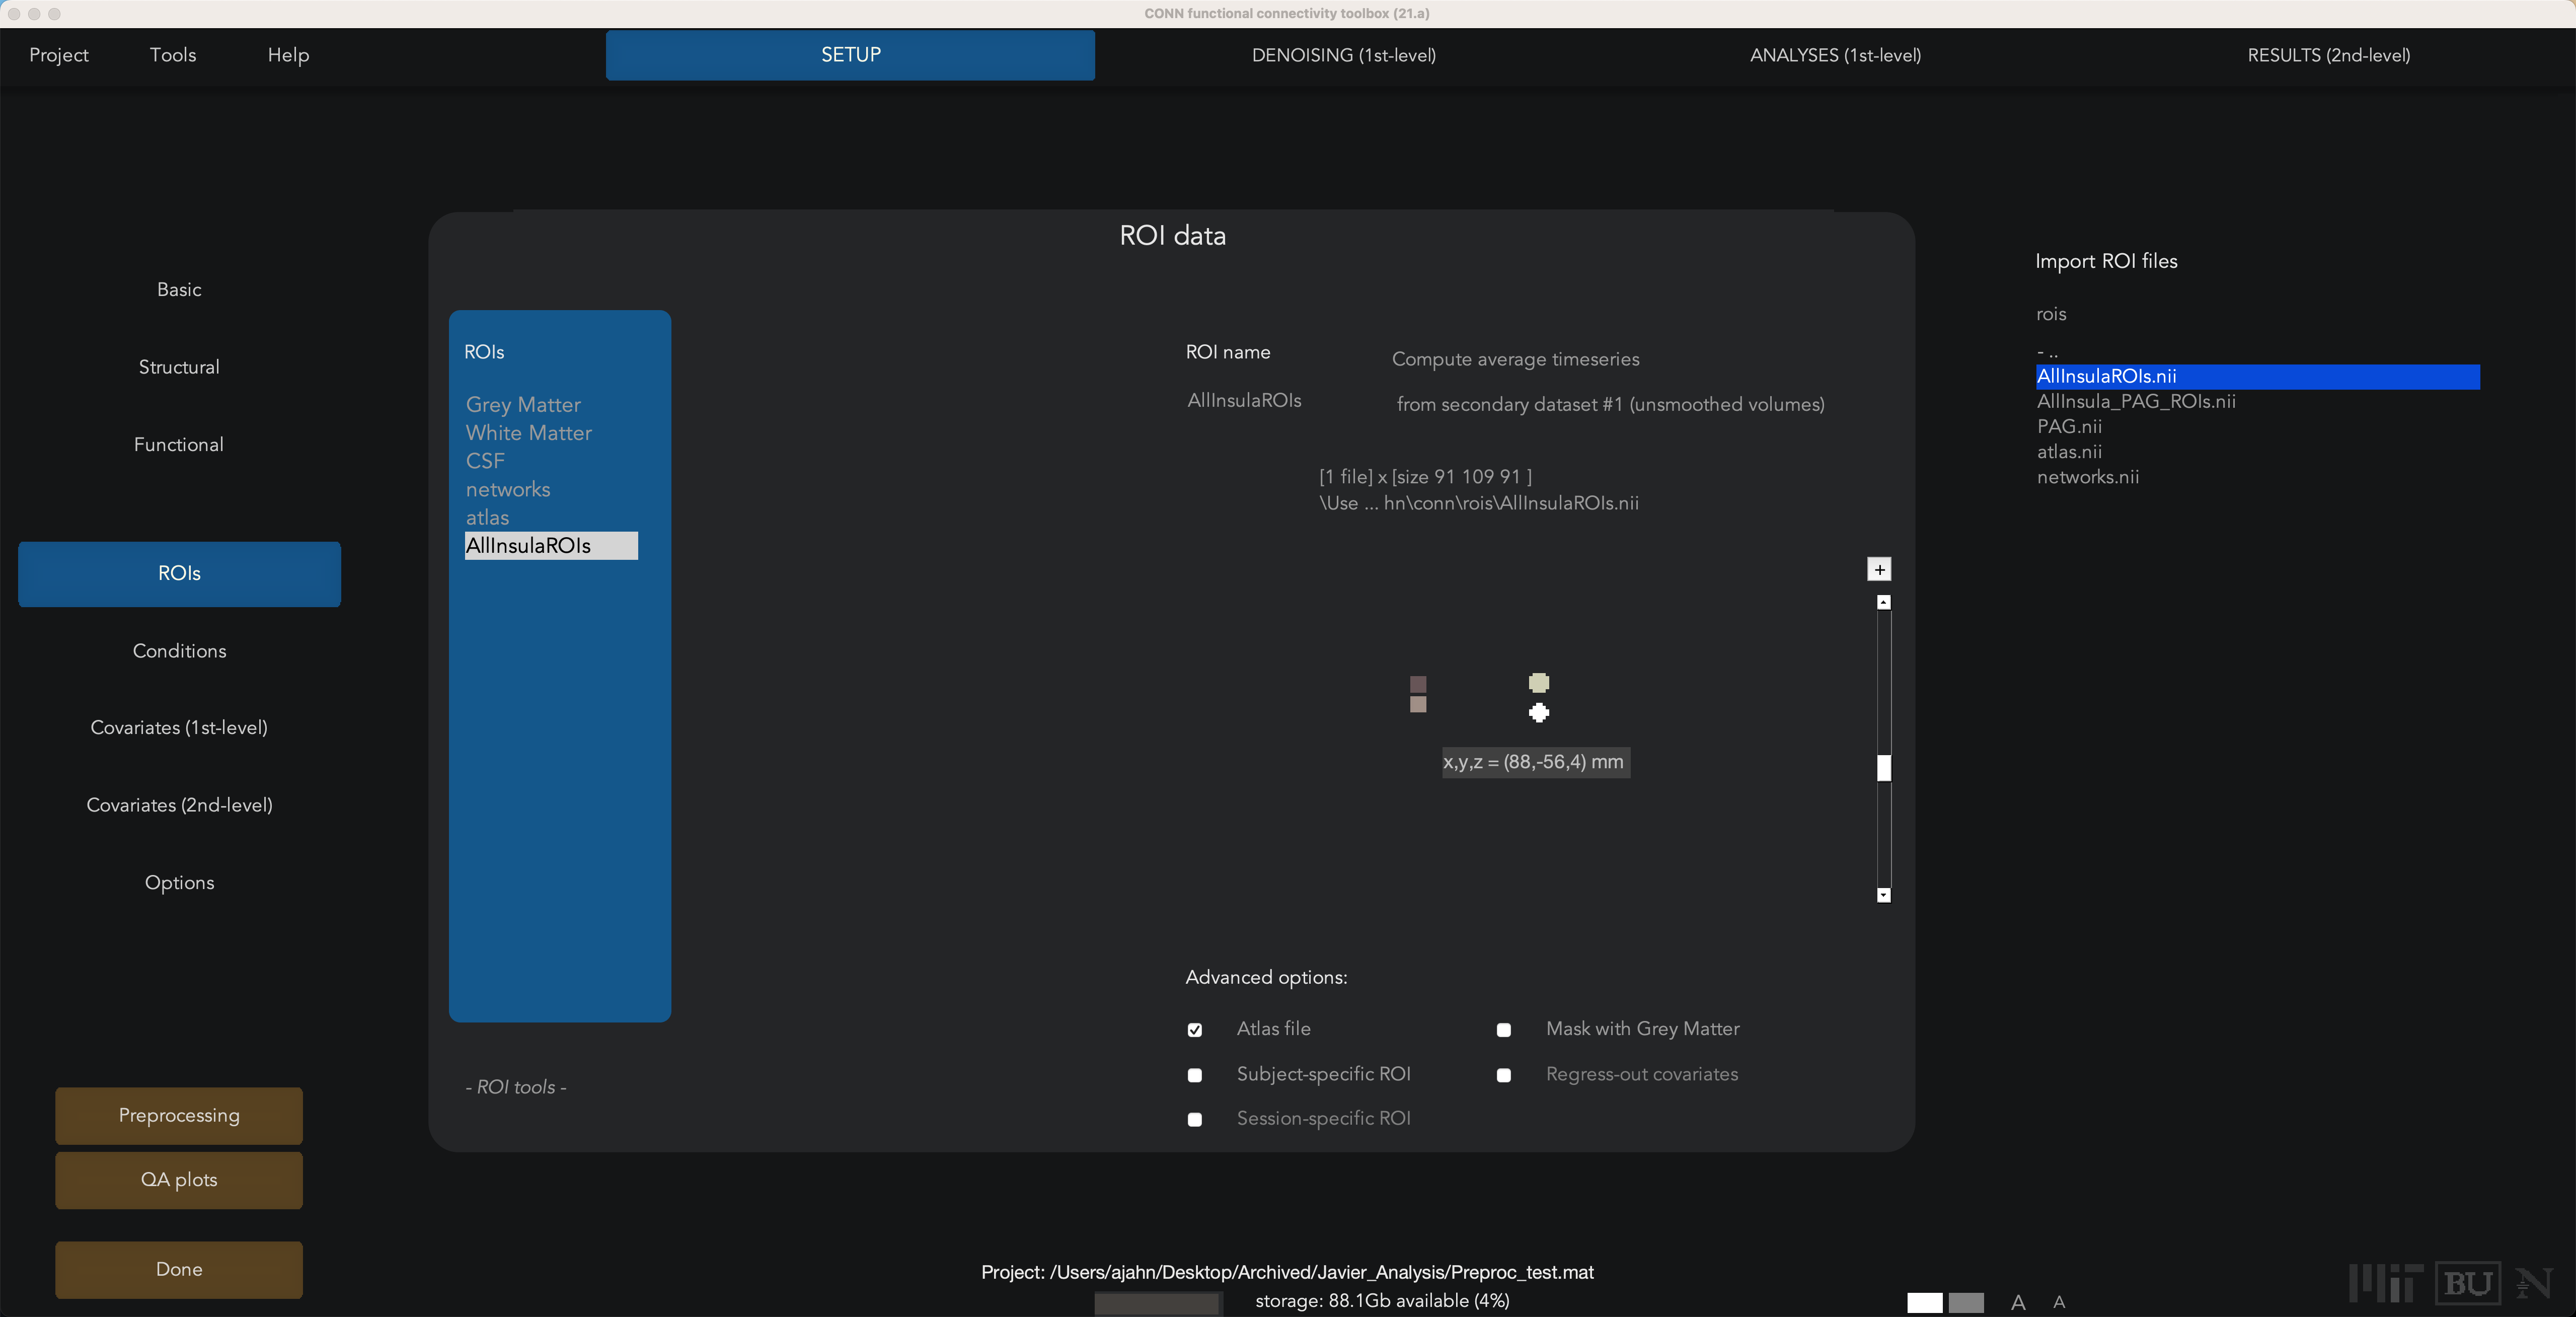 CONN functional connectivity toolbox (21.a)
Project Tools Help SETUP DENOISING (1st-level) ANALYSES (1st-level) RESULTS (2nd-level)
Basic
Structural
Functional
ROIs
Conditions
Covariates (1st-level)
Covariates (2nd-level)
Options
Preprocessing
QA plots
Done
ROI data
ROIs
Grey Matter
White Matter
CSF
networks
atlas
AllInsulaROIs
- ROI tools -
ROI name
AllInsulaROIs
Compute average timeseries
from secondary dataset #1 (unsmoothed volumes)
[1 file] x [size 91 109 91 ]
\Use ... hn\conn\rois\AllInsulaROIs.nii
+
x,y,z = (88,-56,4) mm
Advanced options:
Atlas file
Mask with Grey Matter
Subject-specific ROI
Regress-out covariates
Session-specific ROI
Import ROI files
rois
- ..
AllInsulaROIs.nii
AllInsula_PAG_ROIs.nii
PAG.nii
atlas.nii
networks.nii
Project: /Users/ajahn/Desktop/Archived/Javier_Analysis/Preproc_test.mat
storage: 88.1Gb available (4%)
A A
MIT BU N